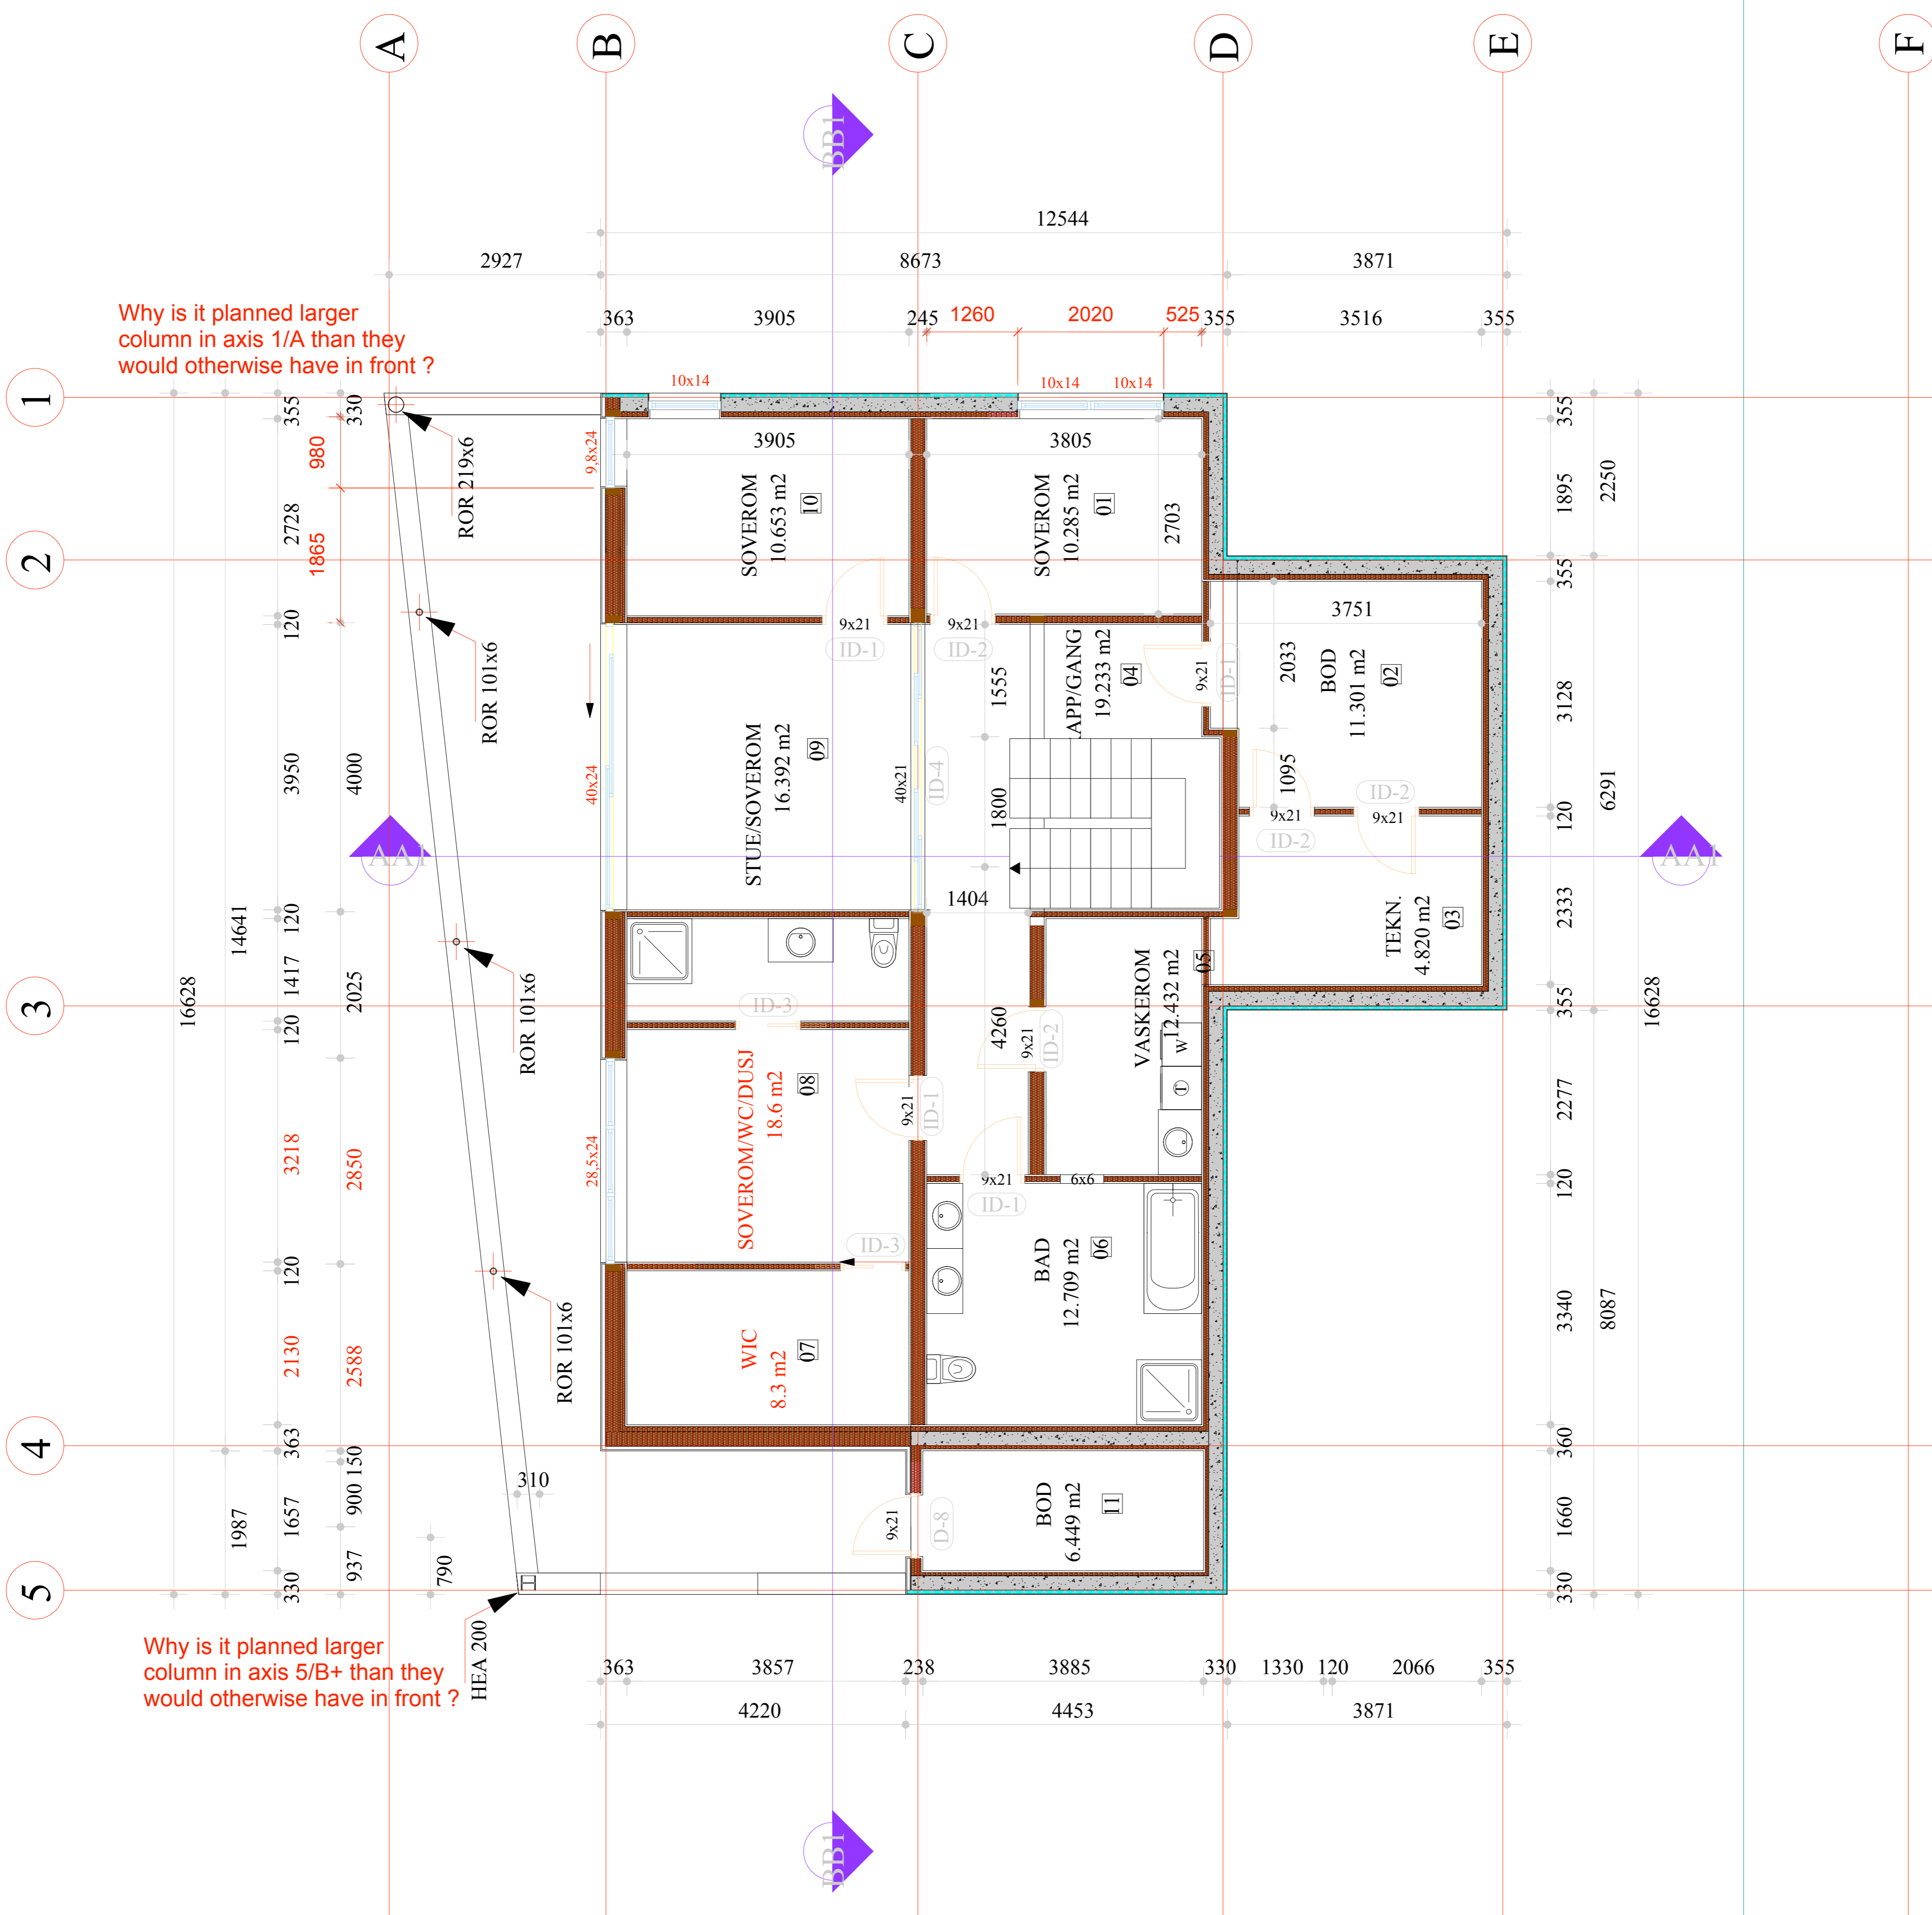 A
B
C
D
E
F
BB1
12544
2927
8673
3871
363
3905
245
1260
2020
525
355
3516
355
Why is it planned larger
column in axis 1/A than they
would otherwise have in front ?
1
2
3
4
5
10x14
10x14
10x14
16628
14641
1987
355
2728
120
3950
120
1417
120
3218
120
2130
363
1657
330
330
980
1865
4000
2025
2850
2588
150
900
937
790
310
ROR 219x6
ROR 101x6
ROR 101x6
ROR 101x6
HEA 200
AA1
AA1
9,8x24
40x24
28,5x24
3905
SOVEROM
10.653 m2
10
3805
SOVEROM
10.285 m2
01
2703
9x21
ID-1
9x21
ID-2
STUE/SOVEROM
16.392 m2
09
40x21
ID-4
1555
1800
1404
4260
APP/GANG
19.233 m2
04
9x21
ID-1
3751
2033
1095
BOD
11.301 m2
02
9x21
ID-2
9x21
ID-2
TEKN.
4.820 m2
03
ID-3
SOVEROM/WC/DUSJ
18.6 m2
08
9x21
ID-1
9x21
ID-2
VASKEROM
12.432 m2
05
W
T
9x21
ID-1
6x6
ID-3
WIC
8.3 m2
07
BAD
12.709 m2
06
9x21
D-8
BOD
6.449 m2
11
355
1895
355
3128
120
2333
355
2277
120
3340
360
1660
330
2250
6291
8087
16628
Why is it planned larger
column in axis 5/B+ than they
would otherwise have in front ?
363
3857
238
3885
330
1330
120
2066
355
4220
4453
3871
BB1